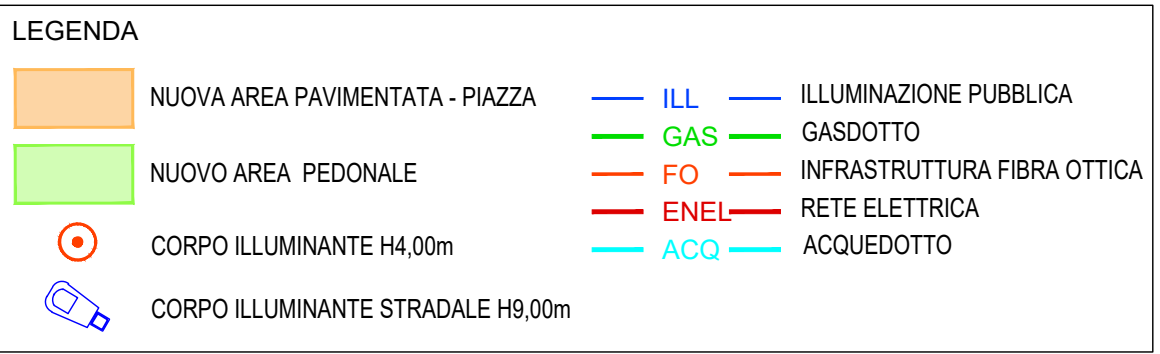 LEGENDA
NUOVA AREA PAVIMENTATA - PIAZZA
NUOVO AREA PEDONALE
CORPO ILLUMINANTE H4,00m
CORPO ILLUMINANTE STRADALE H9,00m
ILL ILLUMINAZIONE PUBBLICA
GAS GASDOTTO
FO INFRASTRUTTURA FIBRA OTTICA
ENEL RETE ELETTRICA
ACQ ACQUEDOTTO